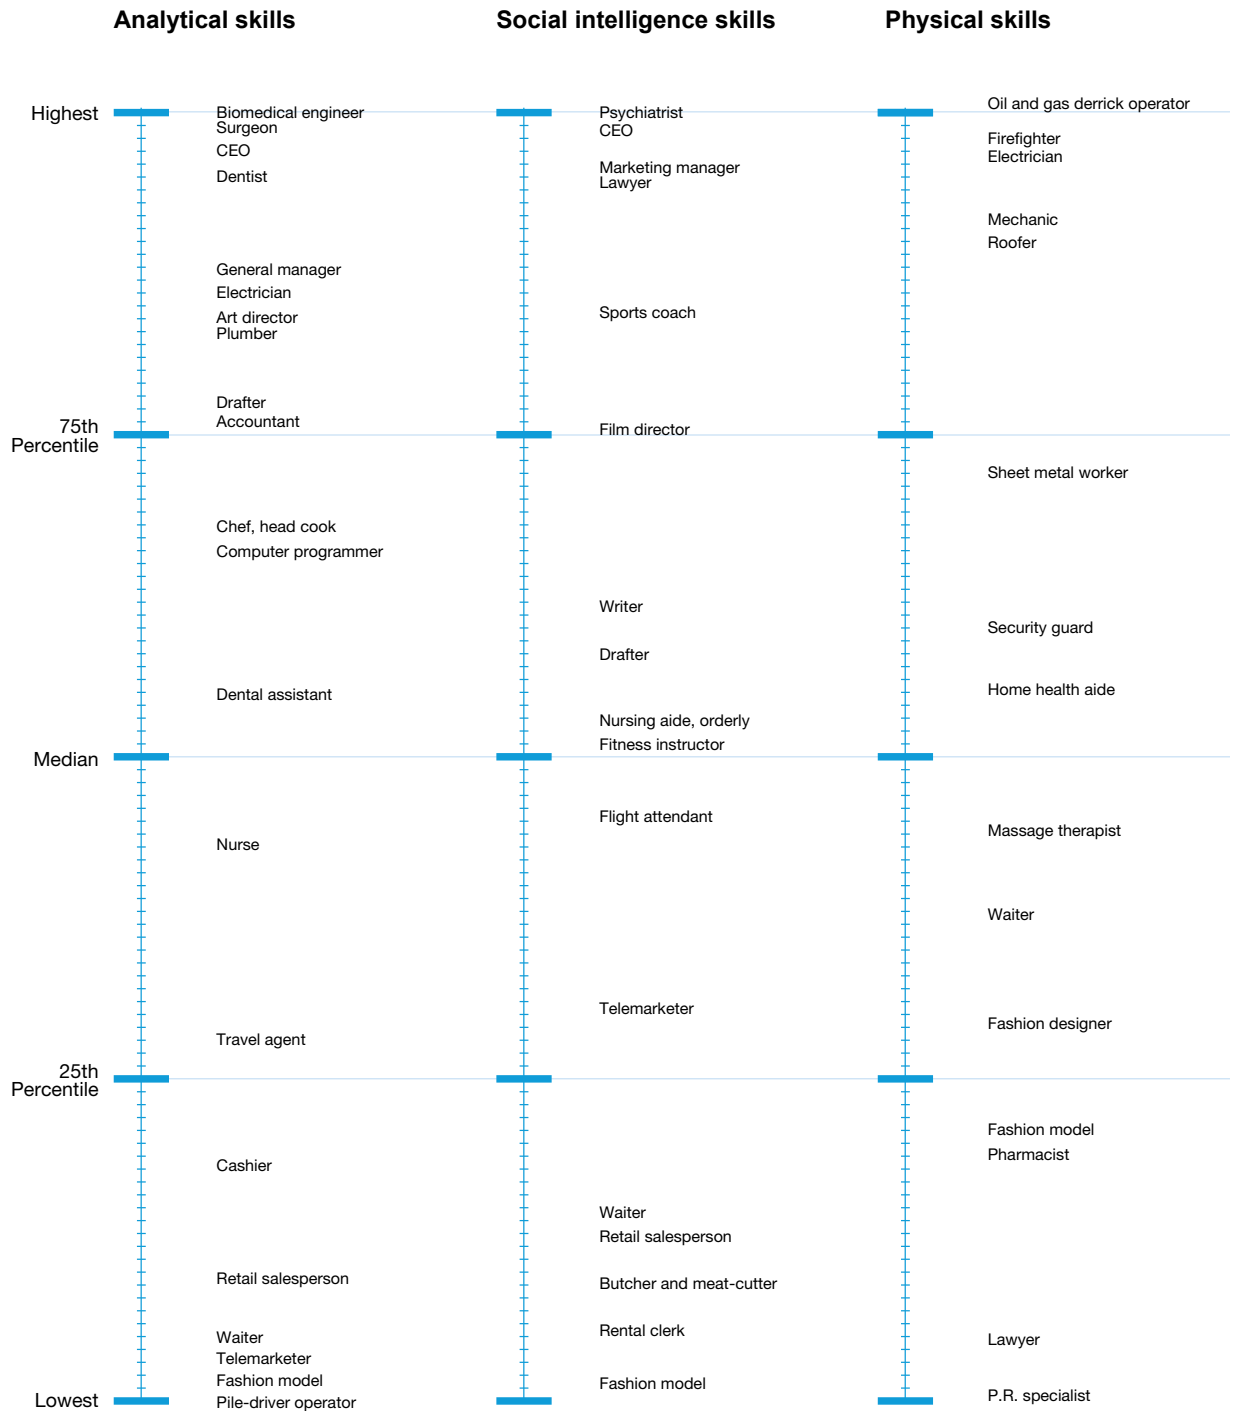 Analytical skills
Social intelligence skills
Physical skills
Highest
75th
Percentile
Median
25th
Percentile
Lowest
Biomedical engineer
Surgeon
CEO
Dentist
General manager
Electrician
Art director
Plumber
Drafter
Accountant
Chef, head cook
Computer programmer
Dental assistant
Nurse
Travel agent
Cashier
Retail salesperson
Waiter
Telemarketer
Fashion model
Pile-driver operator
Psychiatrist
CEO
Marketing manager
Lawyer
Sports coach
Film director
Writer
Drafter
Nursing aide, orderly
Fitness instructor
Flight attendant
Telemarketer
Waiter
Retail salesperson
Butcher and meat-cutter
Rental clerk
Fashion model
Oil and gas derrick operator
Firefighter
Electrician
Mechanic
Roofer
Sheet metal worker
Security guard
Home health aide
Massage therapist
Waiter
Fashion designer
Fashion model
Pharmacist
Lawyer
P.R. specialist